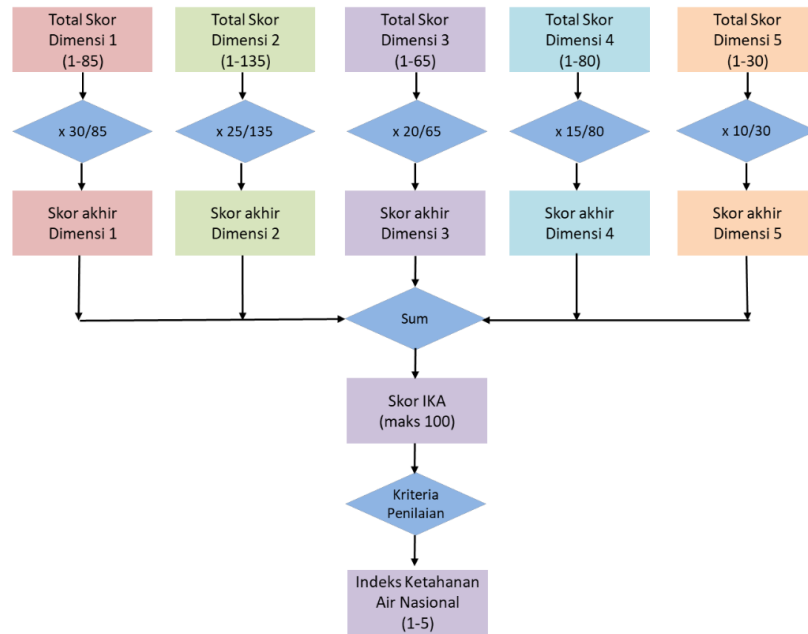 Total Skor
Dimensi 1
(1-85)
Total Skor
Dimensi 2
(1-135)
Total Skor
Dimensi 3
(1-65)
Total Skor
Dimensi 4
(1-80)
Total Skor
Dimensi 5
(1-30)
x 30/85
x 25/135
x 20/65
x 15/80
x 10/30
Skor akhir
Dimensi 1
Skor akhir
Dimensi 2
Skor akhir
Dimensi 3
Skor akhir
Dimensi 4
Skor akhir
Dimensi 5
Sum
Skor IKA
(maks 100)
Kriteria
Penilaian
Indeks Ketahanan
Air Nasional
(1-5)